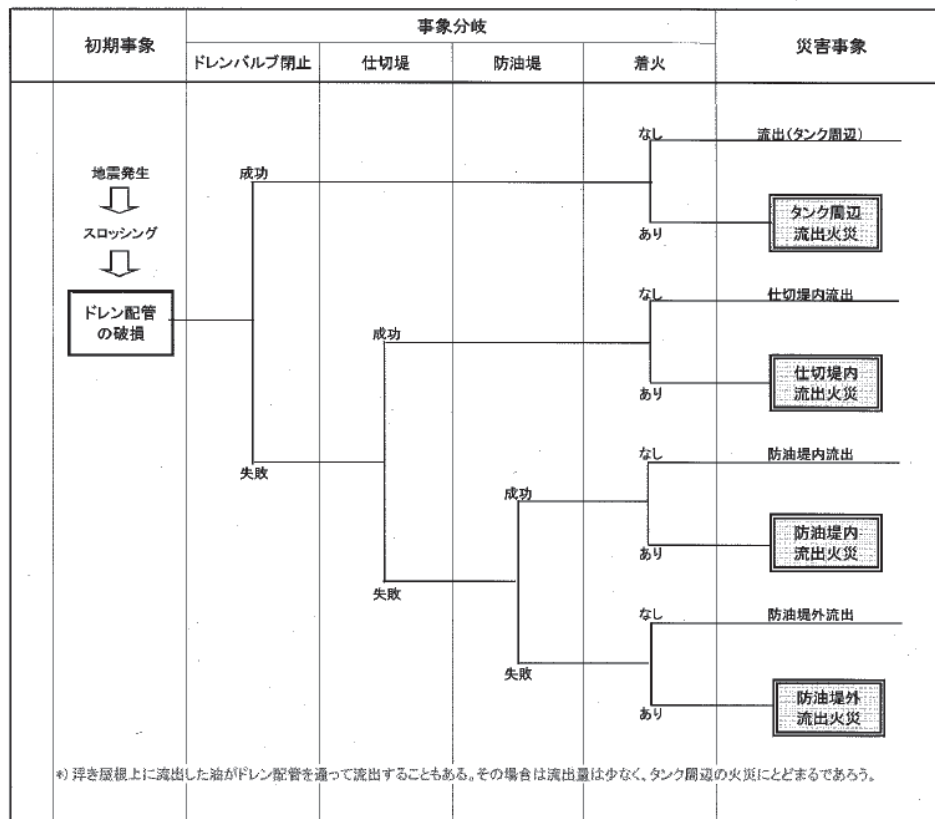 初期事象
事象分岐
災害事象
ドレンバルブ閉止
仕切堤
防油堤
着火
地震発生
スロッシング
ドレン配管
の破損
成功
失敗
成功
失敗
成功
失敗
なし
流出(タンク周辺)
あり
タンク周辺
流出火災
なし
仕切堤内流出
あり
仕切堤内
流出火災
なし
防油堤内流出
あり
防油堤内
流出火災
なし
防油堤外流出
あり
防油堤外
流出火災
*) 浮き屋根上に流出した油がドレン配管を通って流出することもある。その場合は流出量は少なく、タンク周辺の火災にとどまるであろう。